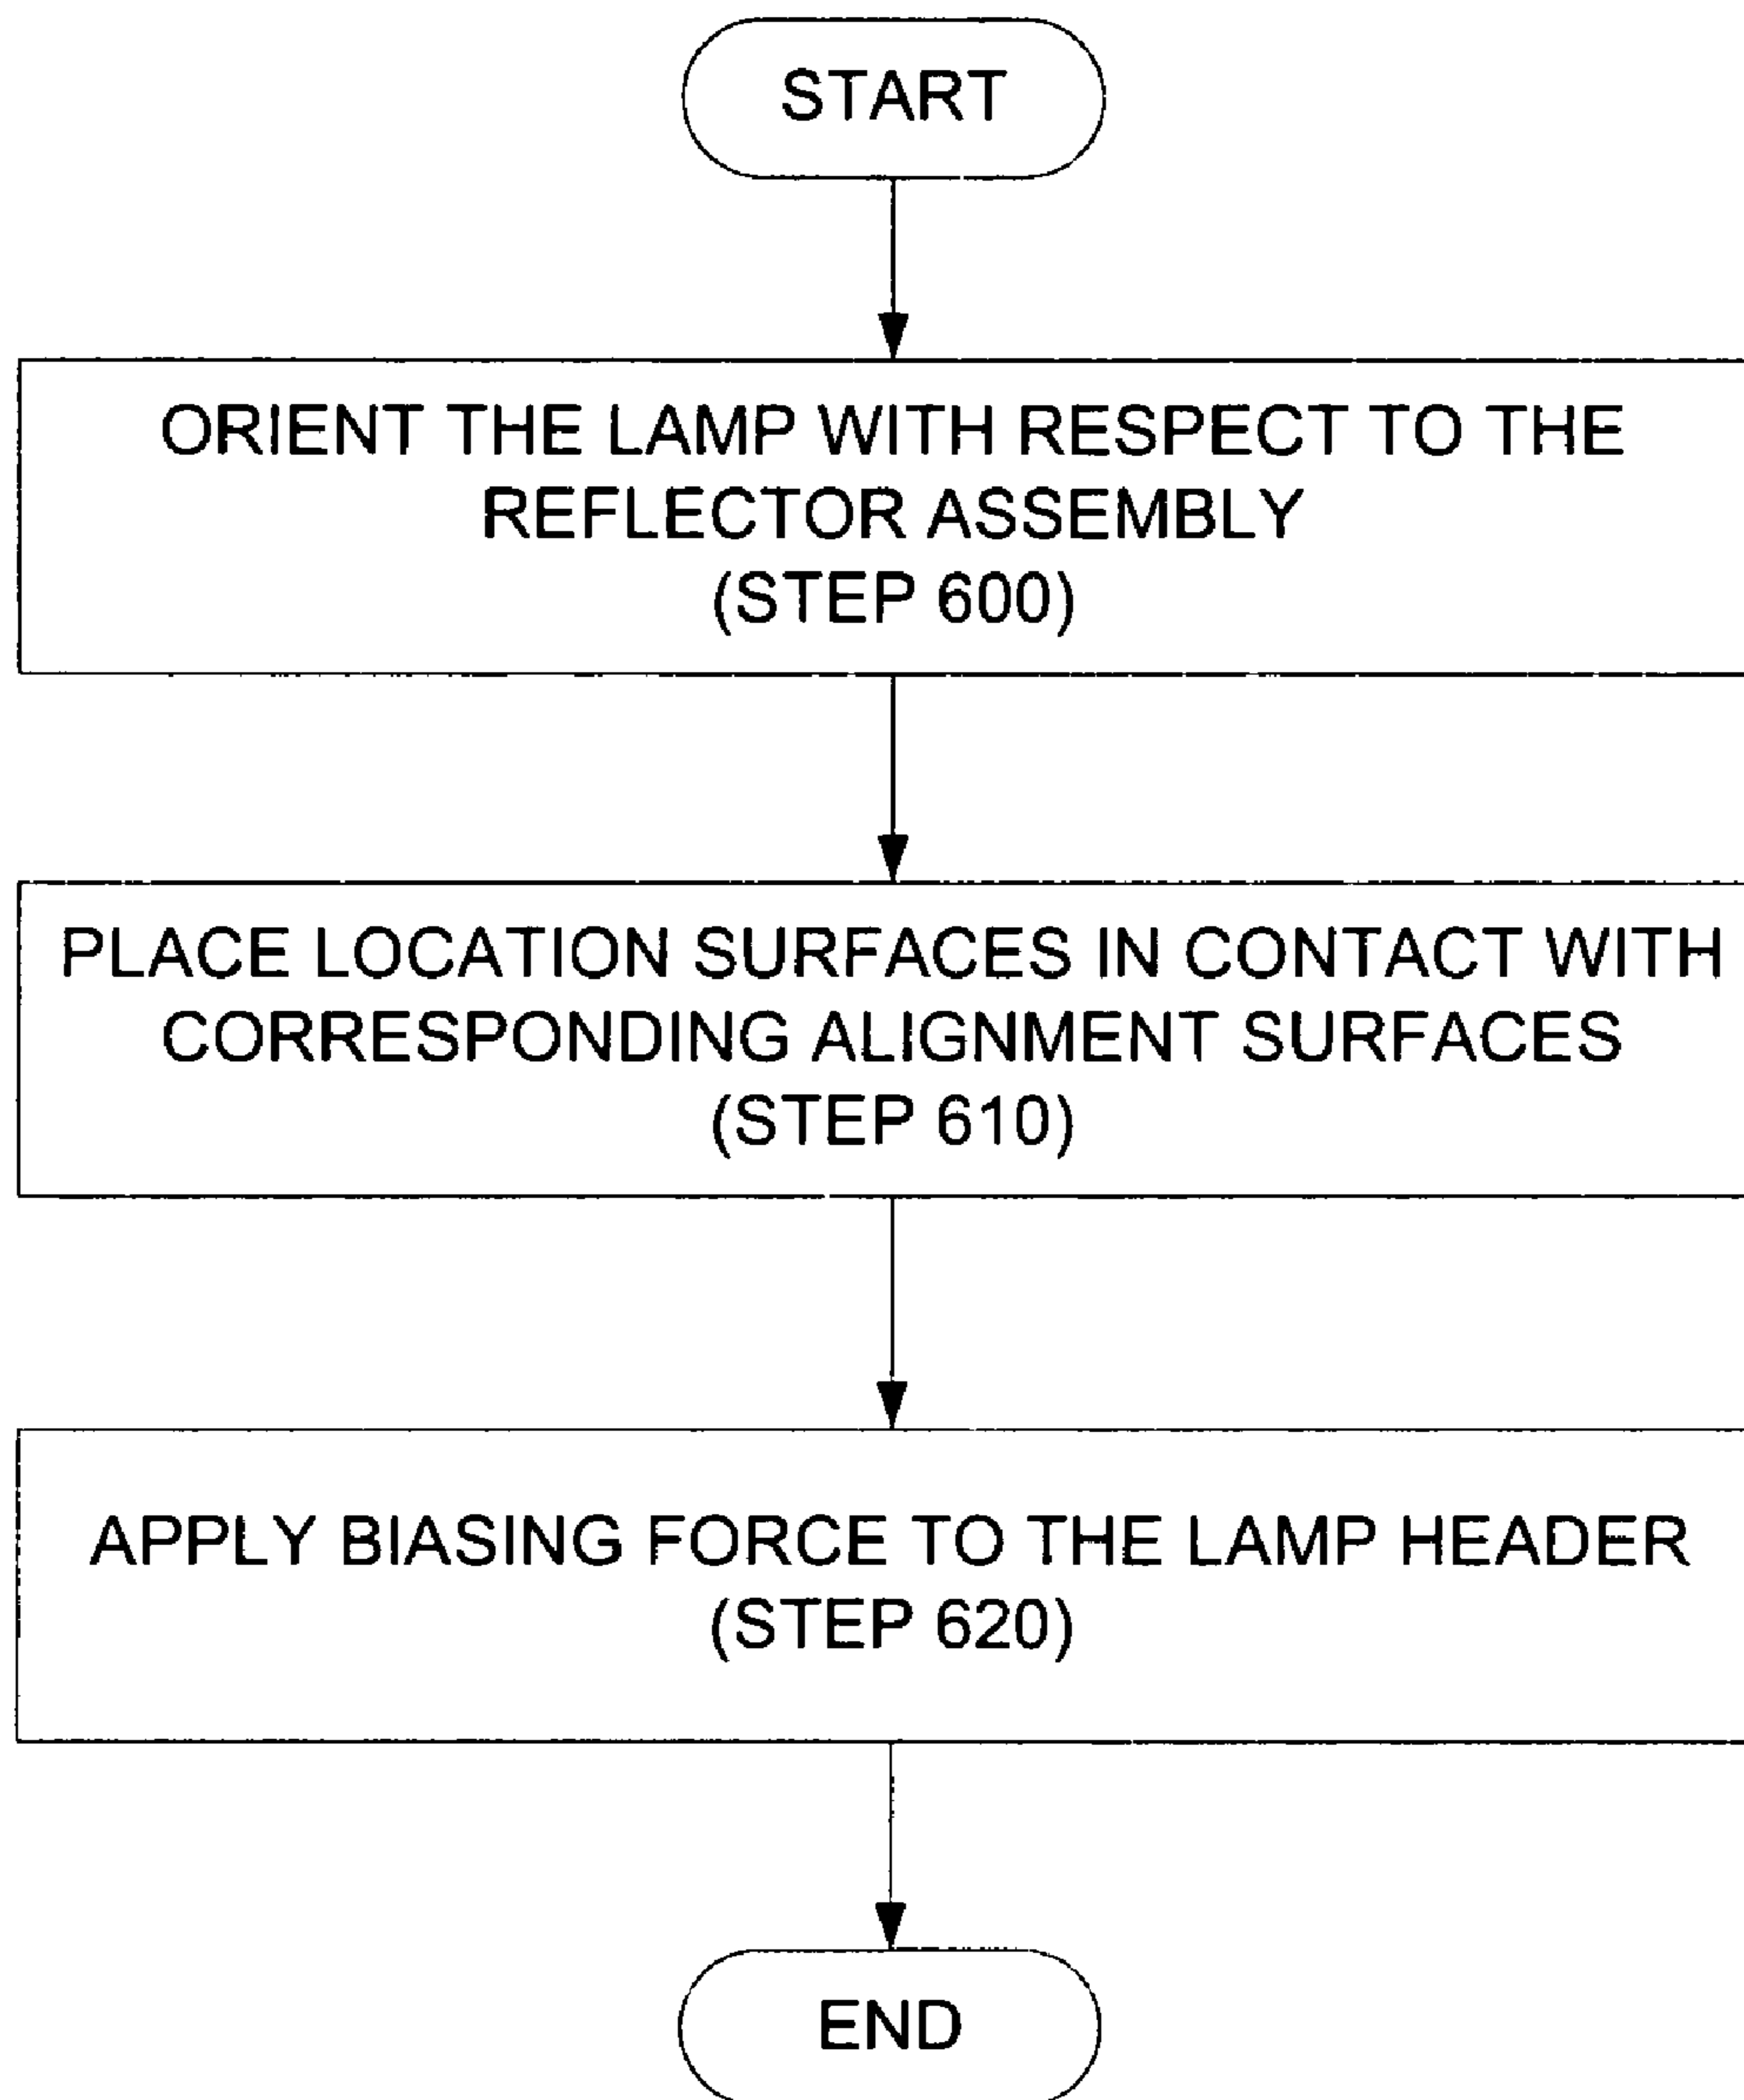 START
ORIENT THE LAMP WITH RESPECT TO THE
REFLECTOR ASSEMBLY
(STEP 600)
PLACE LOCATION SURFACES IN CONTACT WITH
CORRESPONDING ALIGNMENT SURFACES
(STEP 610)
APPLY BIASING FORCE TO THE LAMP HEADER
(STEP 620)
END